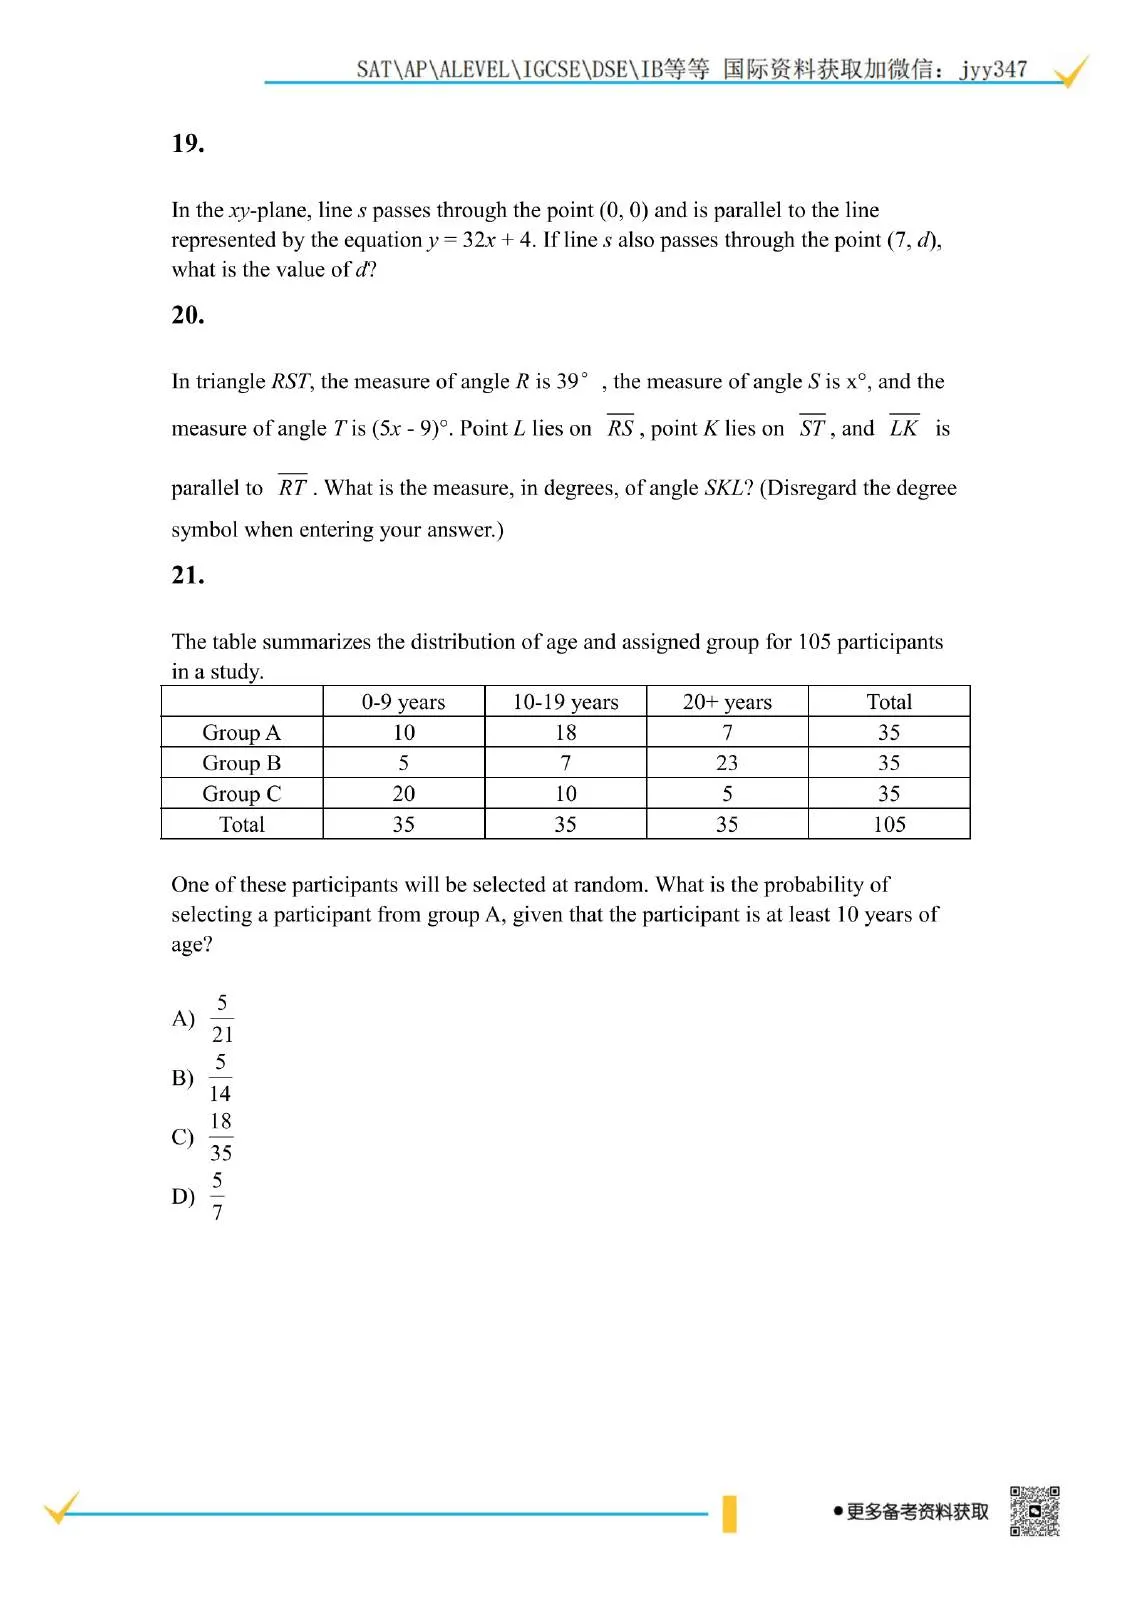 SAT\AP\ALEVEL\IGCSE\DSE\IB等等 国际资料获取加微信：jyy347
19.
In the xy-plane, line s passes through the point (0, 0) and is parallel to the line
represented by the equation y = 32x + 4. If line s also passes through the point (7, d),
what is the value of d?
20.
In triangle RST, the measure of angle R is 39° , the measure of angle S is x°, and the
measure of angle T is (5x - 9)°. Point L lies on RS, point K lies on ST, and LK is
parallel to RT. What is the measure, in degrees, of angle SKL? (Disregard the degree
symbol when entering your answer.)
21.
The table summarizes the distribution of age and assigned group for 105 participants
in a study.
0-9 years 10-19 years 20+ years Total
Group A 10 18 7 35
Group B 5 7 23 35
Group C 20 10 5 35
Total 35 35 35 105
One of these participants will be selected at random. What is the probability of
selecting a participant from group A, given that the participant is at least 10 years of
age?
A) 5/21
B) 5/14
C) 18/35
D) 5/7
●更多备考资料获取